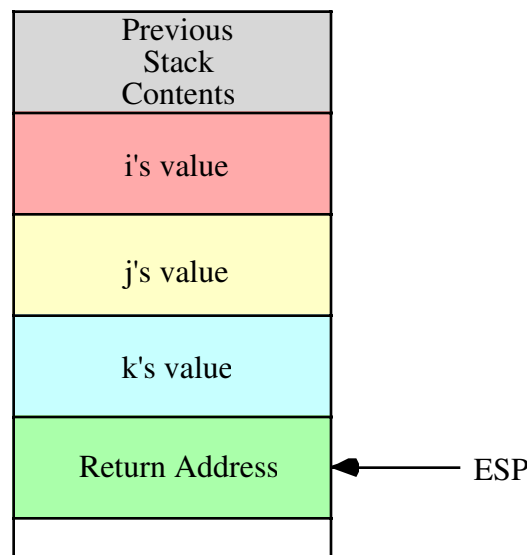 Previous
Stack
Contents
i's value
j's value
k's value
Return Address
ESP